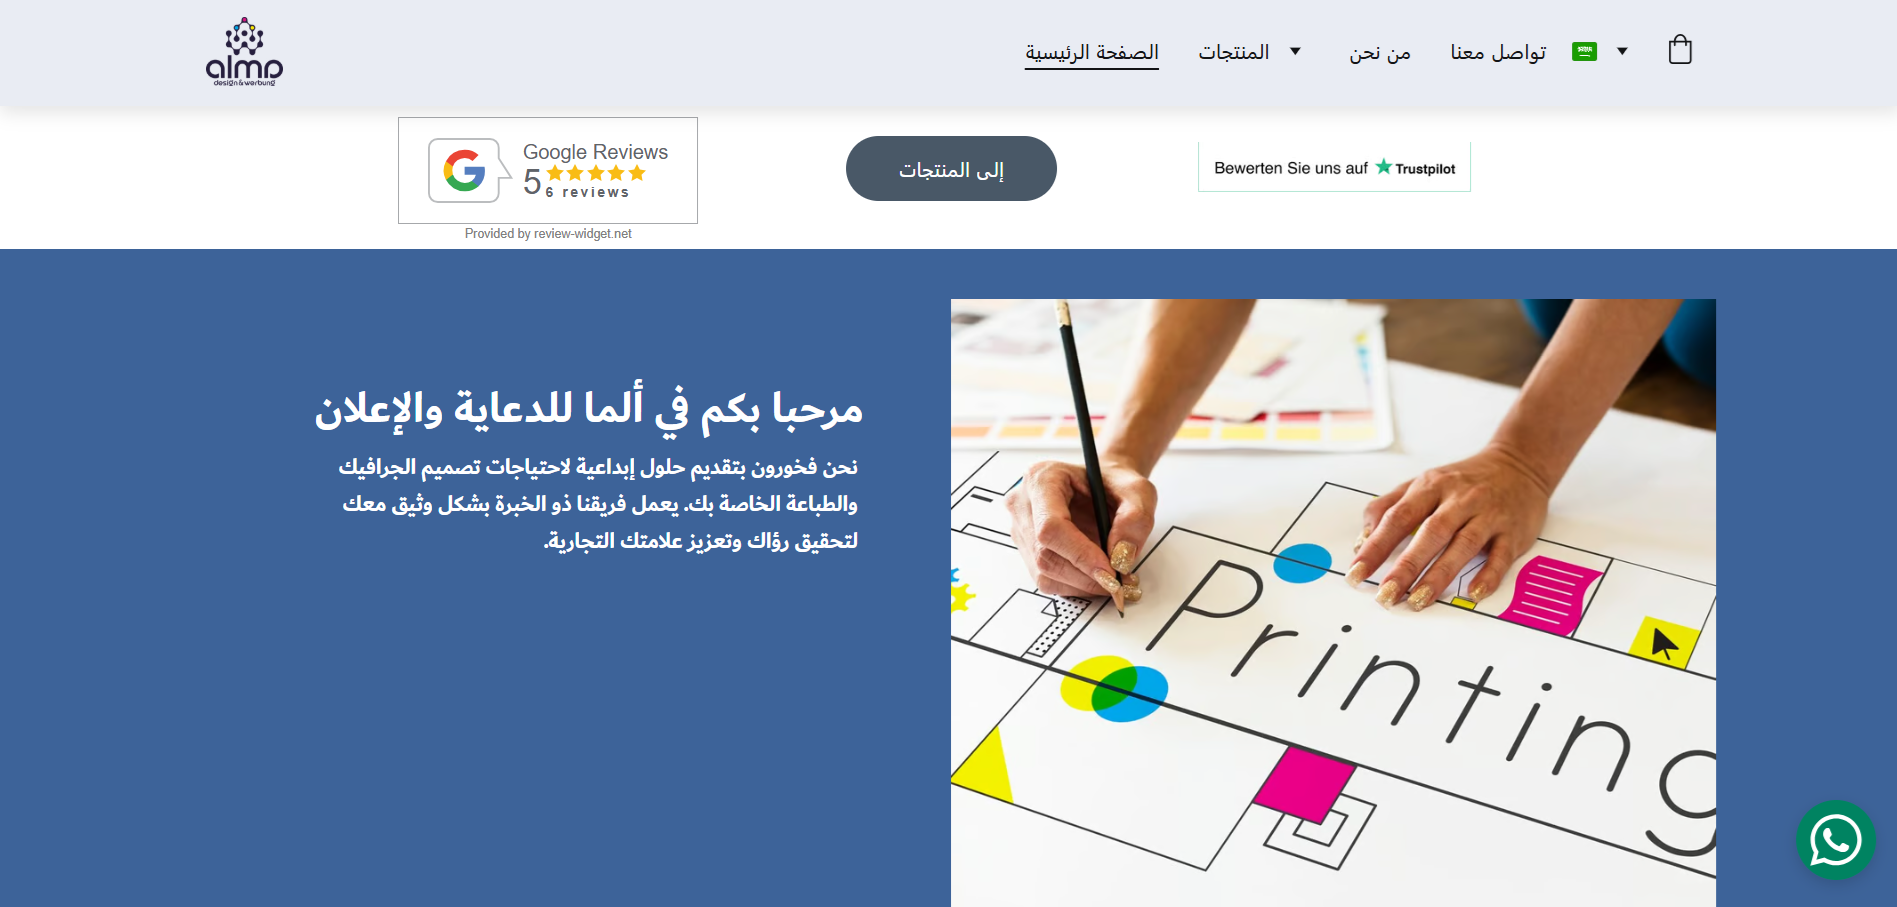 alma
design&werbung
الصفحة الرئيسية
المنتجات
من نحن
تواصل معنا
Google Reviews
5
6 reviews
Provided by review-widget.net
إلى المنتجات
Bewerten Sie uns auf Trustpilot
مرحبا بكم في ألما للدعاية والإعلان
نحن فخورون بتقديم حلول إبداعية لاحتياجات تصميم الجرافيك
والطباعة الخاصة بك. يعمل فريقنا ذو الخبرة بشكل وثيق معك
لتحقيق رؤاك وتعزيز علامتك التجارية.
Printing